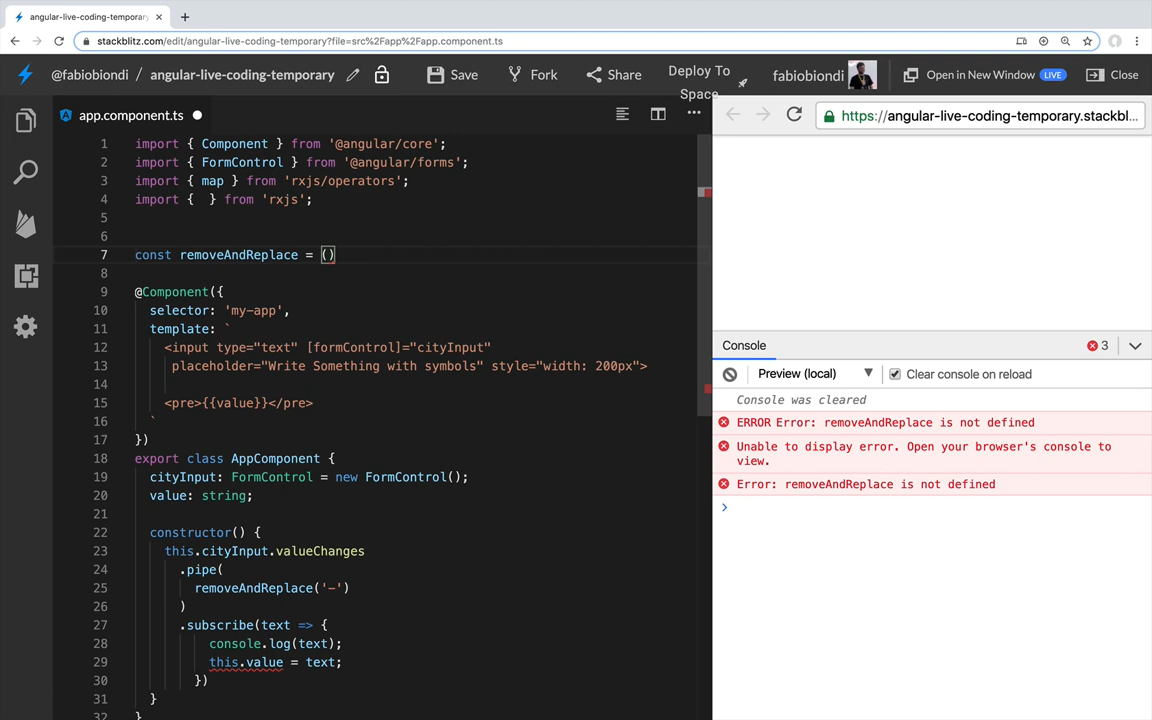 angular-live-coding-temporary
stackblitz.com/edit/angular-live-coding-temporary?file=src%2Fapp%2Fapp.component.ts
@fabiobiondi / angular-live-coding-temporary
Save
Fork
Share
Deploy To
Space
fabiobiondi
Open in New Window LIVE
Close
app.component.ts
https://angular-live-coding-temporary.stackbl...
1 import { Component } from '@angular/core';
2 import { FormControl } from '@angular/forms';
3 import { map } from 'rxjs/operators';
4 import {  } from 'rxjs';
5
6
7 const removeAndReplace = ()
8
9 @Component({
10 selector: 'my-app',
11 template: `
12 <input type="text" [formControl]="cityInput"
13 placeholder="Write Something with symbols" style="width: 200px">
14
15 <pre>{{value}}</pre>
16 `
17 })
18 export class AppComponent {
19 cityInput: FormControl = new FormControl();
20 value: string;
21
22 constructor() {
23 this.cityInput.valueChanges
24 .pipe(
25 removeAndReplace('-')
26 )
27 .subscribe(text => {
28 console.log(text);
29 this.value = text;
30 })
31 }
32 }
Console
3
Preview (local)
Clear console on reload
Console was cleared
ERROR Error: removeAndReplace is not defined
Unable to display error. Open your browser's console to
view.
Error: removeAndReplace is not defined